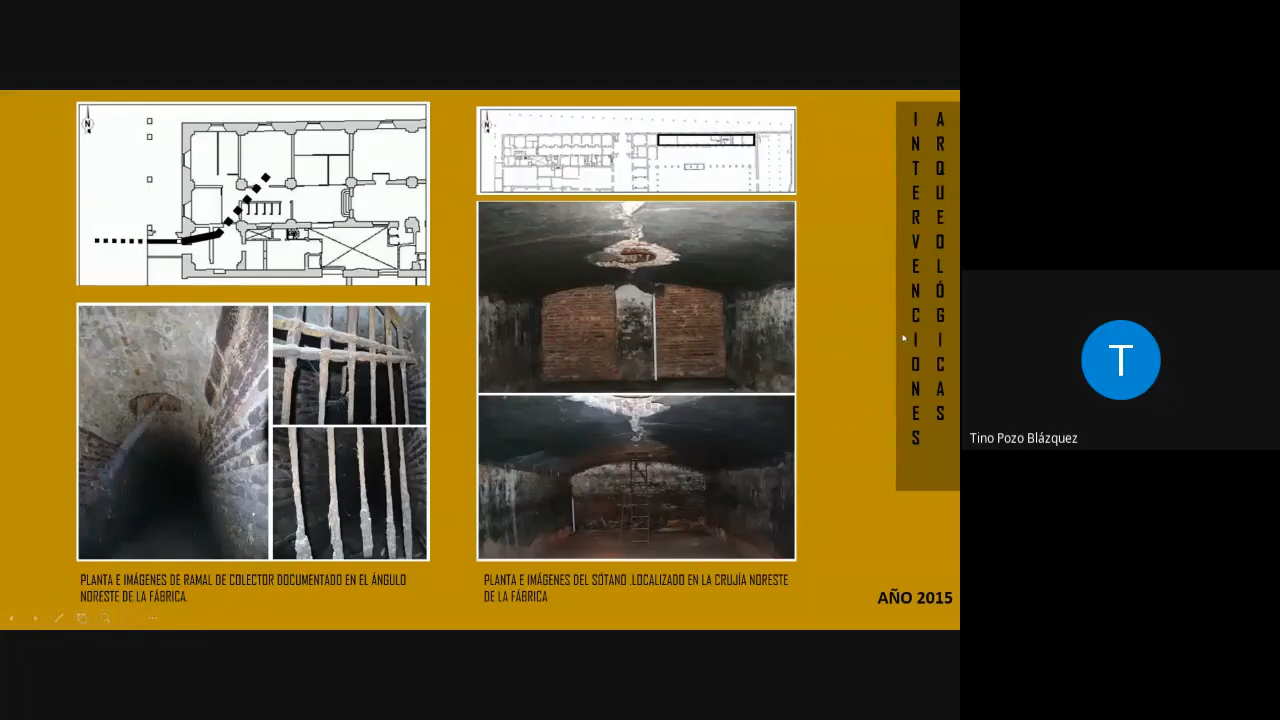 N
N
PLANTA E IMÁGENES DE RAMAL DE COLECTOR DOCUMENTADO EN EL ÁNGULO
NORESTE DE LA FÁBRICA.
PLANTA E IMÁGENES DEL SÓTANO .LOCALIZADO EN LA CRUJÍA NORESTE
DE LA FÁBRICA
INTERVENCIONES
ARQUEOLÓGICAS
AÑO 2015
T
Tino Pozo Blázquez